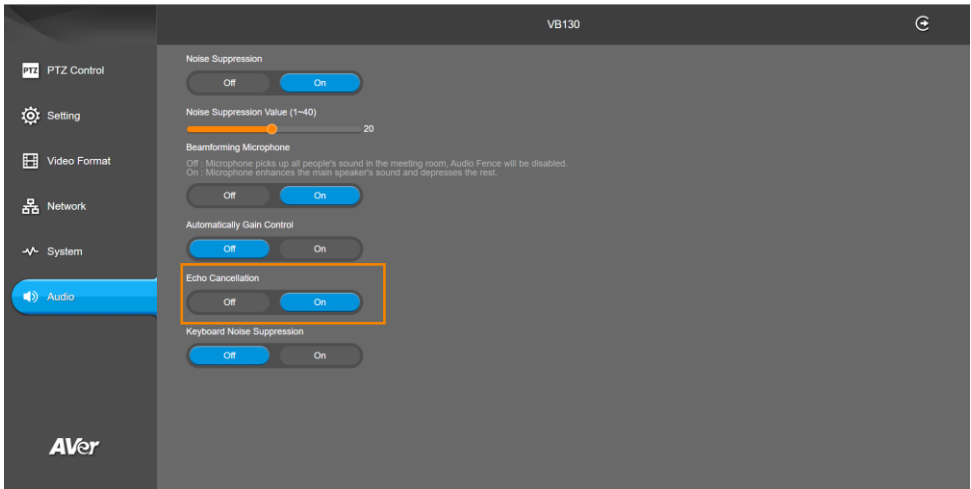 VB130
PTZ PTZ Control
Setting
Video Format
Network
System
Audio
AVer
Noise Suppression
Off On
Noise Suppression Value (1~40)
20
Beamforming Microphone
Off : Microphone picks up all people's sound in the meeting room, Audio Fence will be disabled.
On : Microphone enhances the main speaker's sound and depresses the rest.
Off On
Automatically Gain Control
Off On
Echo Cancellation
Off On
Keyboard Noise Suppression
Off On